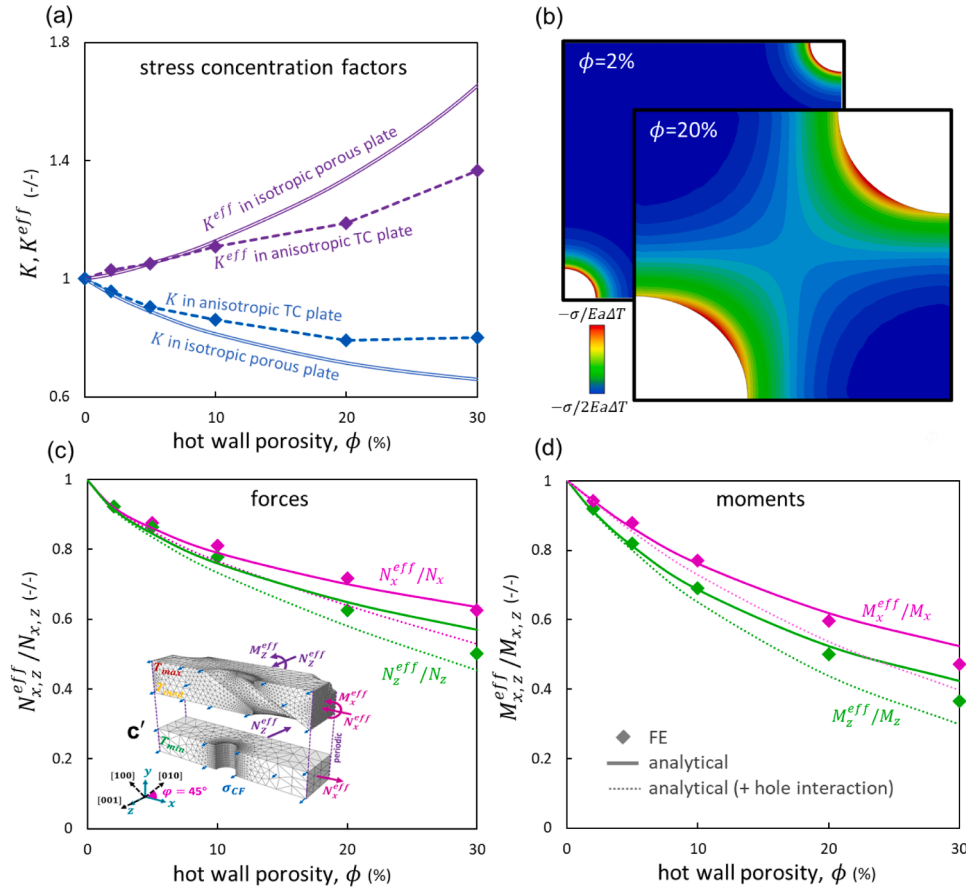 (a)
1.8
1.4
1
0.6
K, K^eff (-/-)
stress concentration factors
K^eff in isotropic porous plate
K^eff in anisotropic TC plate
K in anisotropic TC plate
K in isotropic porous plate
0
10
20
30
hot wall porosity, ϕ (%)
(b)
ϕ=2%
ϕ=20%
−σ/EaΔT
−σ/2EaΔT
(c)
1
0.8
0.6
0.4
0.2
0
N_x,z^eff/N_x,z (-/-)
forces
N_x^eff/N_x
N_z^eff/N_z
M_z^eff
N_z^eff
T_max
M_x^eff
N_x^eff
N_z^eff
c′
T_min
periodic
N_x^eff
σ_CF
[100]
y
[010]
φ = 45°
[001]
z
x
0
10
20
30
hot wall porosity, ϕ (%)
(d)
1
0.8
0.6
0.4
0.2
0
M_x,z^eff/M_x,z (-/-)
moments
M_x^eff/M_x
M_z^eff/M_z
FE
analytical
analytical (+ hole interaction)
0
10
20
30
hot wall porosity, ϕ (%)